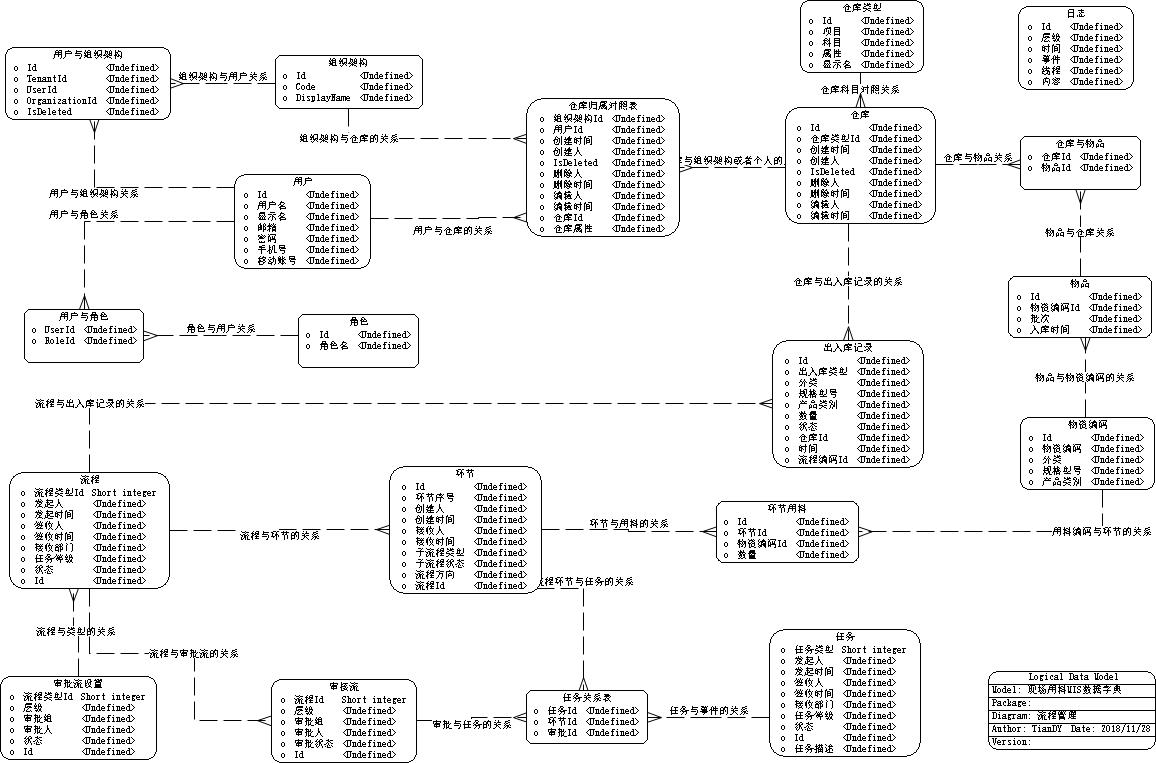 仓库类型
Id <Undefined>
项目 <Undefined>
科目 <Undefined>
属性 <Undefined>
显示名 <Undefined>
日志
Id <Undefined>
层级 <Undefined>
时间 <Undefined>
事件 <Undefined>
线程 <Undefined>
内容 <Undefined>
用户与组织架构
Id <Undefined>
TenantId <Undefined>
UserId <Undefined>
OrganizationId <Undefined>
IsDeleted <Undefined>
组织架构与用户关系
组织架构
Id <Undefined>
Code <Undefined>
DisplayName <Undefined>
仓库科目对照关系
组织架构与仓库的关系
仓库归属对照表
组织架构Id <Undefined>
用户Id <Undefined>
创建时间 <Undefined>
创建人 <Undefined>
IsDeleted <Undefined>
删除人 <Undefined>
删除时间 <Undefined>
编辑人 <Undefined>
编辑时间 <Undefined>
仓库Id <Undefined>
仓库属性 <Undefined>
与组织架构或者个人的
仓库
Id <Undefined>
仓库类型Id <Undefined>
创建时间 <Undefined>
创建人 <Undefined>
IsDeleted <Undefined>
删除人 <Undefined>
删除时间 <Undefined>
编辑人 <Undefined>
编辑时间 <Undefined>
仓库与物品关系
仓库与物品
仓库Id <Undefined>
物品Id <Undefined>
用户与组织架构关系
用户与角色关系
用户
Id <Undefined>
用户名 <Undefined>
显示名 <Undefined>
邮箱 <Undefined>
密码 <Undefined>
手机号 <Undefined>
移动账号 <Undefined>
用户与仓库的关系
物品与仓库关系
仓库与出入库记录的关系
物品
Id <Undefined>
物资编码Id <Undefined>
批次 <Undefined>
入库时间 <Undefined>
用户与角色
UserId <Undefined>
RoleId <Undefined>
角色与用户关系
角色
Id <Undefined>
角色名 <Undefined>
出入库记录
Id <Undefined>
出入库类型 <Undefined>
分类 <Undefined>
规格型号 <Undefined>
产品类别 <Undefined>
数量 <Undefined>
状态 <Undefined>
仓库Id <Undefined>
时间 <Undefined>
流程编码Id <Undefined>
物品与物资编码的关系
流程与出入库记录的关系
物资编码
Id <Undefined>
物资编码 <Undefined>
分类 <Undefined>
规格型号 <Undefined>
产品类别 <Undefined>
流程
流程类型Id Short integer
发起人 <Undefined>
发起时间 <Undefined>
签收人 <Undefined>
签收时间 <Undefined>
接收部门 <Undefined>
任务等级 <Undefined>
状态 <Undefined>
Id <Undefined>
流程与环节的关系
环节
Id <Undefined>
环节序号 <Undefined>
创建人 <Undefined>
创建时间 <Undefined>
接收人 <Undefined>
接收时间 <Undefined>
子流程类型 <Undefined>
子流程状态 <Undefined>
流程方向 <Undefined>
流程Id <Undefined>
环节与用料的关系
环节用料
Id <Undefined>
环节Id <Undefined>
物资编码Id <Undefined>
数量 <Undefined>
用料编码与环节的关系
流程环节与任务的关系
流程与类型的关系
流程与审批流的关系
审批流设置
流程类型Id Short integer
层级 <Undefined>
审批组 <Undefined>
审批人 <Undefined>
状态 <Undefined>
Id <Undefined>
审核流
流程Id Short integer
层级 <Undefined>
审批组 <Undefined>
审批人 <Undefined>
审批状态 <Undefined>
Id <Undefined>
审批与任务的关系
任务关系表
任务Id <Undefined>
环节Id <Undefined>
审批Id <Undefined>
任务与事件的关系
任务
任务类型 Short integer
发起人 <Undefined>
发起时间 <Undefined>
签收人 <Undefined>
签收时间 <Undefined>
接收部门 <Undefined>
任务等级 <Undefined>
状态 <Undefined>
Id <Undefined>
任务描述 <Undefined>
Logical Data Model
Model: 现场用料MIS数据字典
Package:
Diagram: 流程管理
Author: TianDY Date: 2018/11/28
Version: